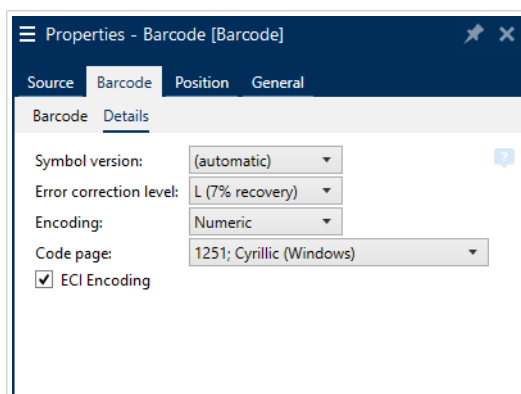 Properties - Barcode [Barcode]
Source Barcode Position General
Barcode Details
Symbol version: (automatic)
Error correction level: L (7% recovery)
Encoding: Numeric
Code page: 1251; Cyrillic (Windows)
ECI Encoding
?